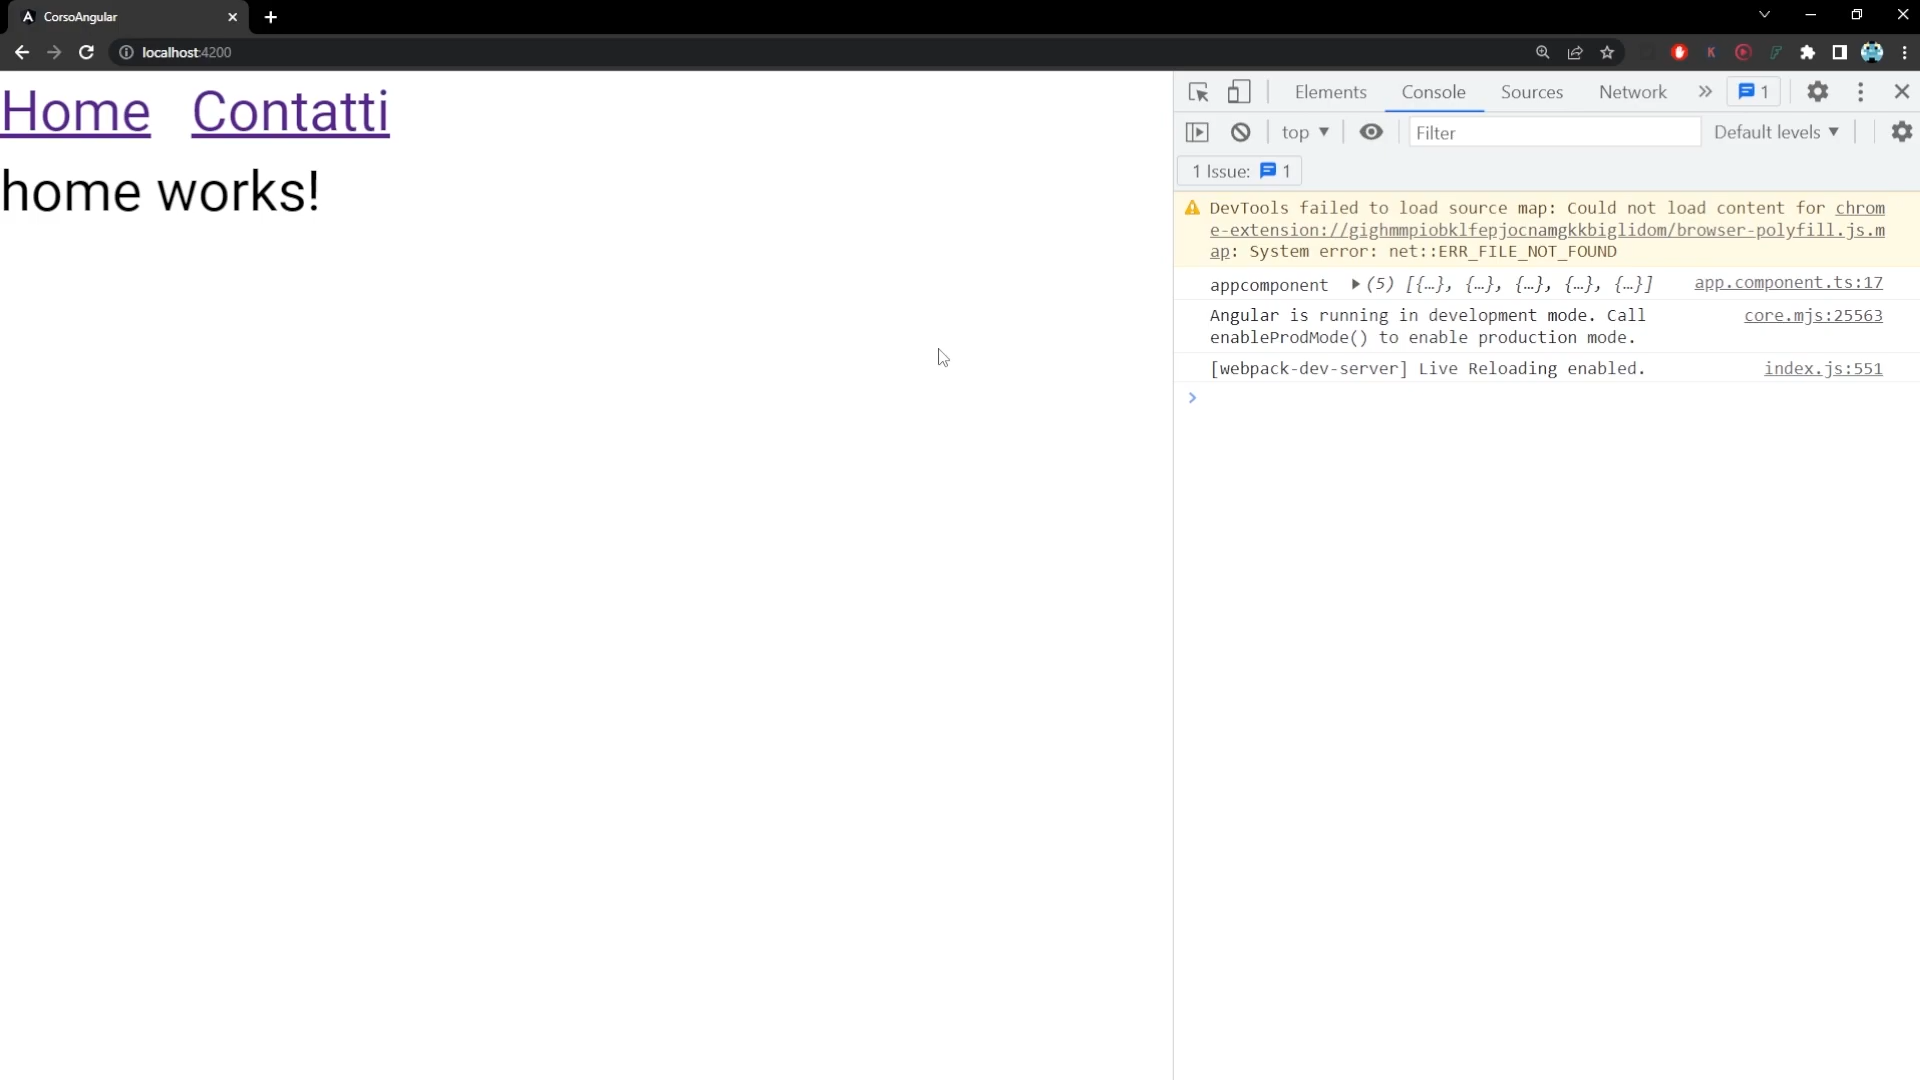 CorsoAngular
localhost:4200
Home Contatti
home works!
Elements Console Sources Network 1
top Filter Default levels
1 Issue: 1
DevTools failed to load source map: Could not load content for chrom
e-extension://gighmmpiobklfepjocnamgkkbiglidom/browser-polyfill.js.m
ap: System error: net::ERR_FILE_NOT_FOUND
appcomponent (5) [{…}, {…}, {…}, {…}, {…}] app.component.ts:17
Angular is running in development mode. Call core.mjs:25563
enableProdMode() to enable production mode.
[webpack-dev-server] Live Reloading enabled. index.js:551